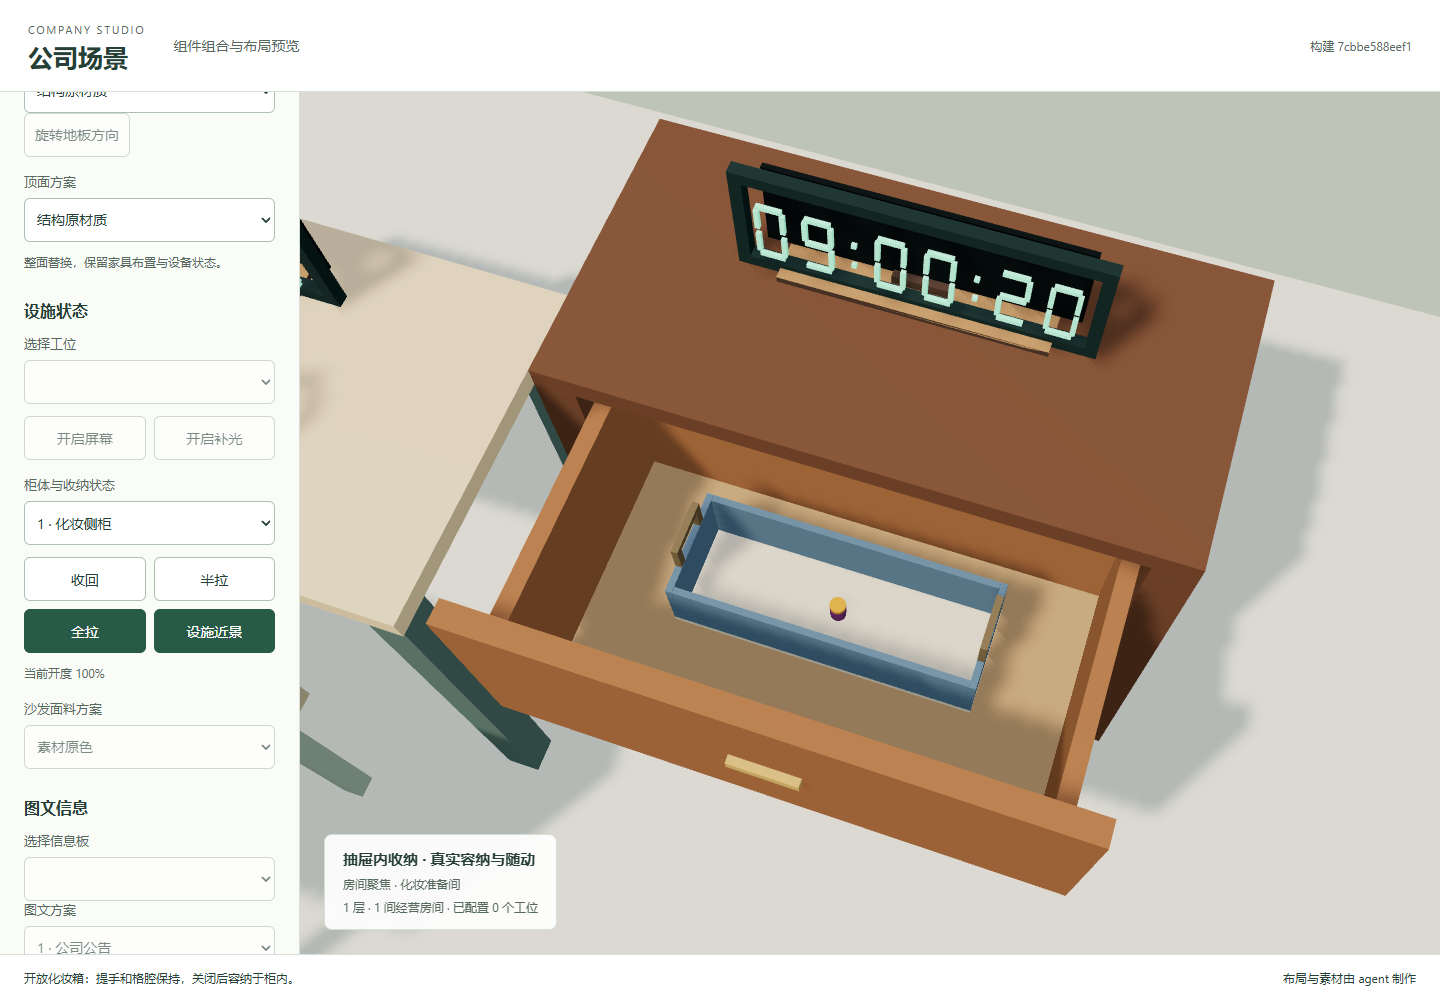 COMPANY STUDIO
公司场景
组件组合与布局预览
构建 7cbbe588eef1
结构原材质
旋转地板方向
顶面方案
结构原材质
整面替换，保留家具布置与设备状态。
设施状态
选择工位
开启屏幕
开启补光
柜体与收纳状态
1 · 化妆侧柜
收回
半拉
全拉
设施近景
当前开度 100%
沙发面料方案
素材原色
图文信息
选择信息板
图文方案
1 · 公司公告
09:00:20
抽屉内收纳 · 真实容纳与随动
房间聚焦 · 化妆准备间
1 层 · 1 间经营房间 · 已配置 0 个工位
开放化妆箱：提手和格腔保持，关闭后容纳于柜内。
布局与素材由 agent 制作